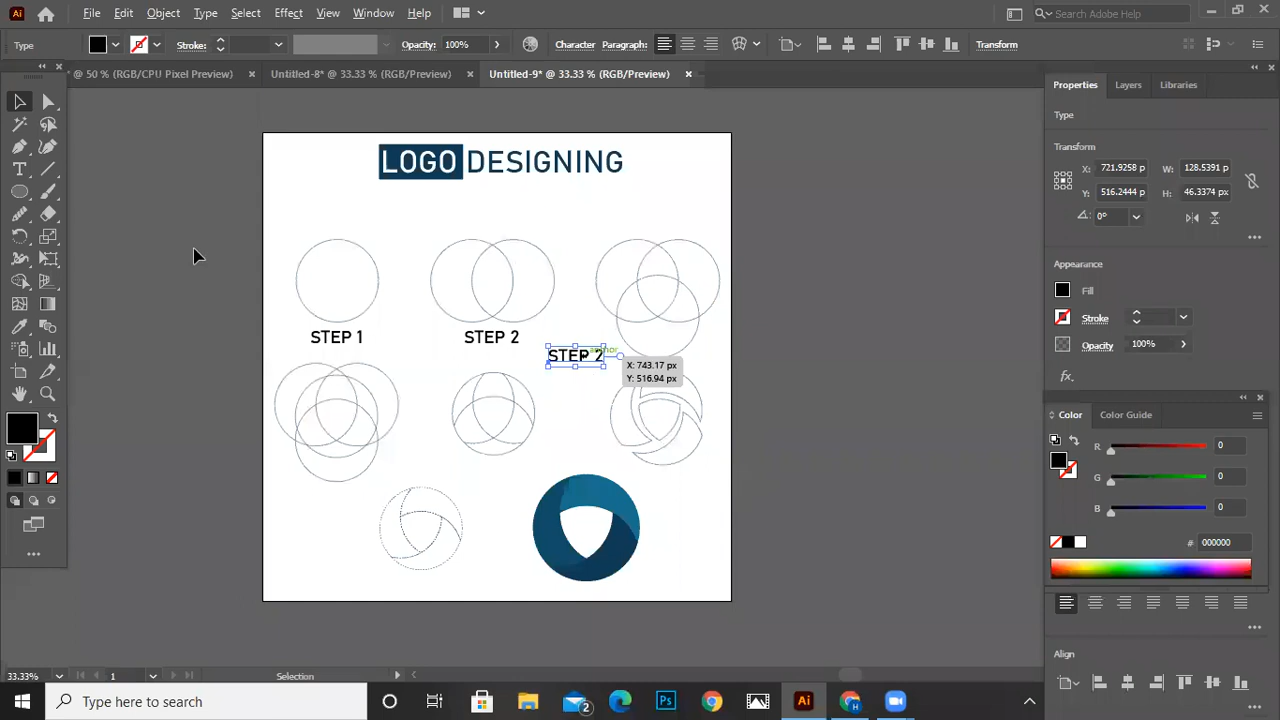 Ai File Edit Object Type Select Effect View Window Help Search Adobe Help
Type Stroke: Opacity: 100% Character Paragraph: Transform
* @ 50 % (RGB/CPU Pixel Preview) Untitled-8* @ 33.33 % (RGB/Preview) Untitled-9* @ 33.33 % (RGB/Preview)
Properties Layers Libraries
Type
Transform
X: 721.9258 p W: 128.5391 p
Y: 516.2444 p H: 46.3374 px
0°
Appearance
Fill
Stroke
Opacity 100%
fx.
Color Color Guide
R 0
G 0
B 0
# 000000
Align
LOGO DESIGNING
STEP 1 STEP 2
STEP 2
X: 743.17 px
Y: 516.94 px
33.33% 1 Selection
Type here to search
2 Ps Ai H